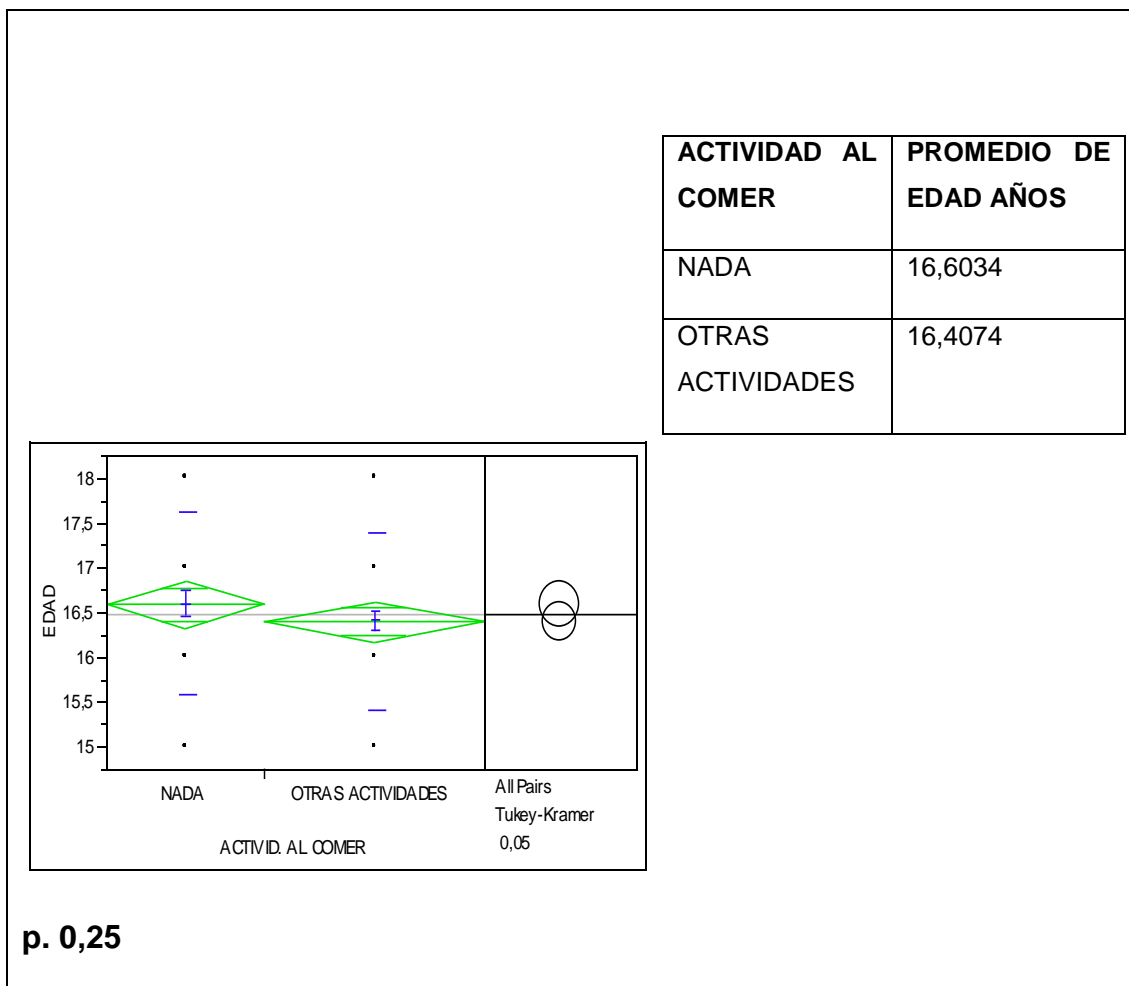 ACTIVIDAD AL
COMER
PROMEDIO DE
EDAD AÑOS
NADA
16,6034
OTRAS
ACTIVIDADES
16,4074
EDAD
18
17,5
17
16,5
16
15,5
15
NADA
OTRAS ACTIVIDADES
All Pairs
Tukey-Kramer
0,05
ACTIVID. AL COMER
p. 0,25